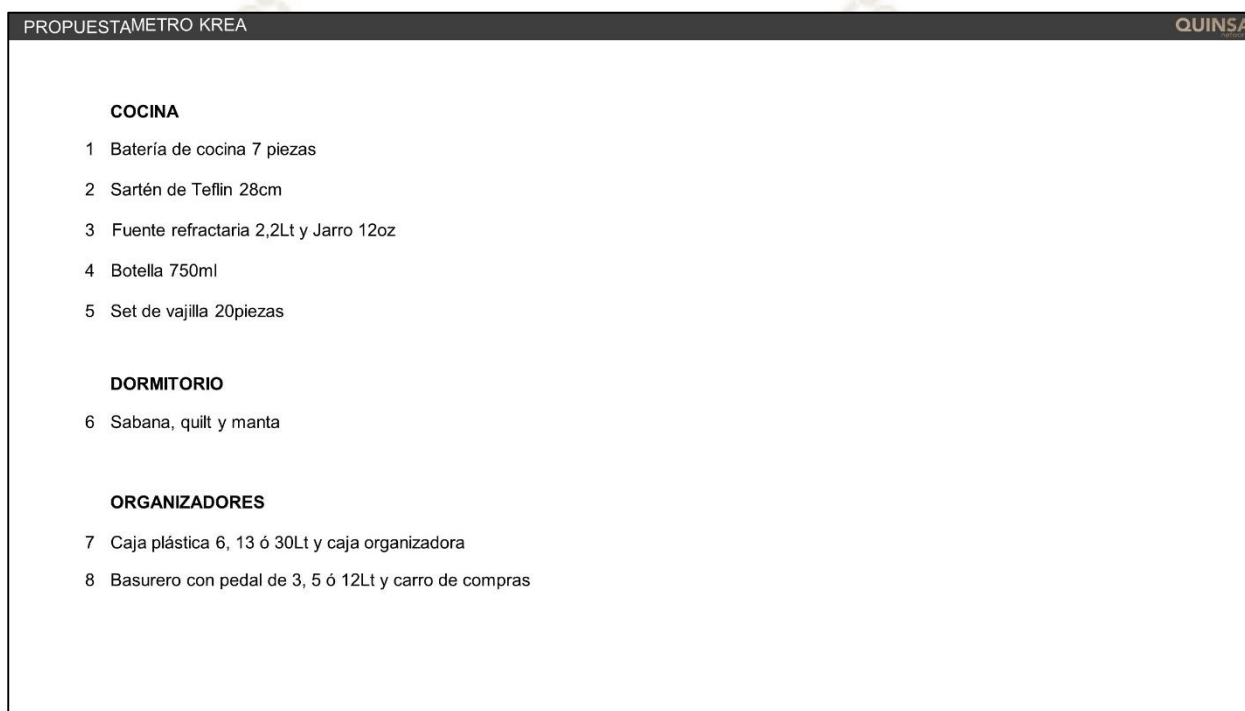 PROPUESTAMETRO KREA
QUINSA
network
COCINA
1 Batería de cocina 7 piezas
2 Sartén de Teflin 28cm
3 Fuente refractaria 2,2Lt y Jarro 12oz
4 Botella 750ml
5 Set de vajilla 20piezas
DORMITORIO
6 Sabana, quilt y manta
ORGANIZADORES
7 Caja plástica 6, 13 ó 30Lt y caja organizadora
8 Basurero con pedal de 3, 5 ó 12Lt y carro de compras